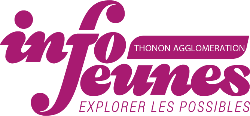 info
THONON AGGLOMERATION
Jeunes
EXPLORER LES POSSIBLES